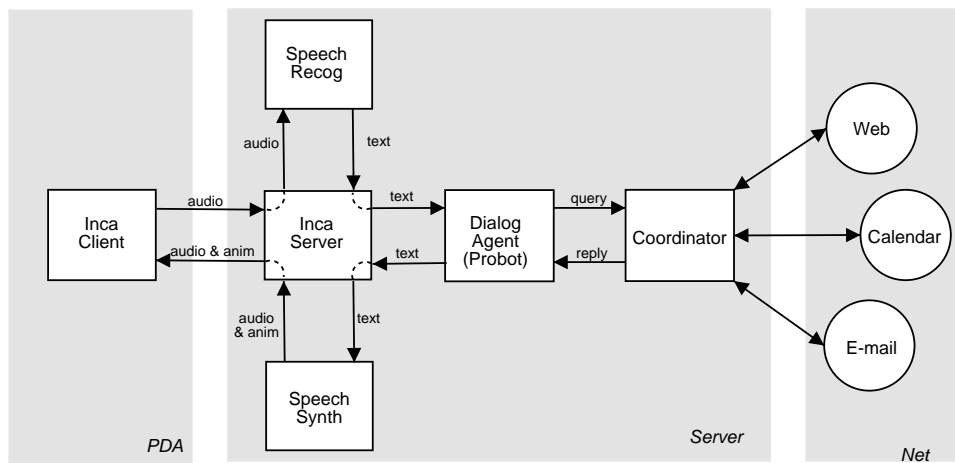 Speech
Recog
audio
text
Web
Inca
Client
audio
audio & anim
Inca
Server
text
text
Dialog
Agent
(Probot)
query
reply
Coordinator
Calendar
audio
& anim
text
Speech
Synth
E-mail
PDA
Server
Net